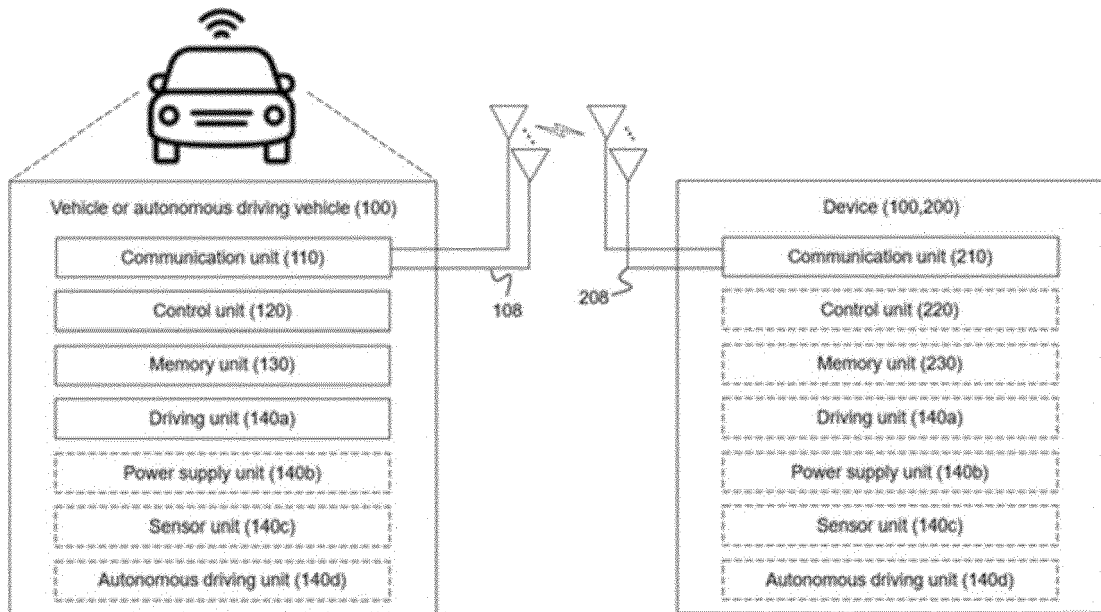 Vehicle or autonomous driving vehicle (100)
Communication unit (110)
Control unit (120)
Memory unit (130)
Driving unit (140a)
Power supply unit (140b)
Sensor unit (140c)
Autonomous driving unit (140d)
108
208
Device (100,200)
Communication unit (210)
Control unit (220)
Memory unit (230)
Driving unit (140a)
Power supply unit (140b)
Sensor unit (140c)
Autonomous driving unit (140d)